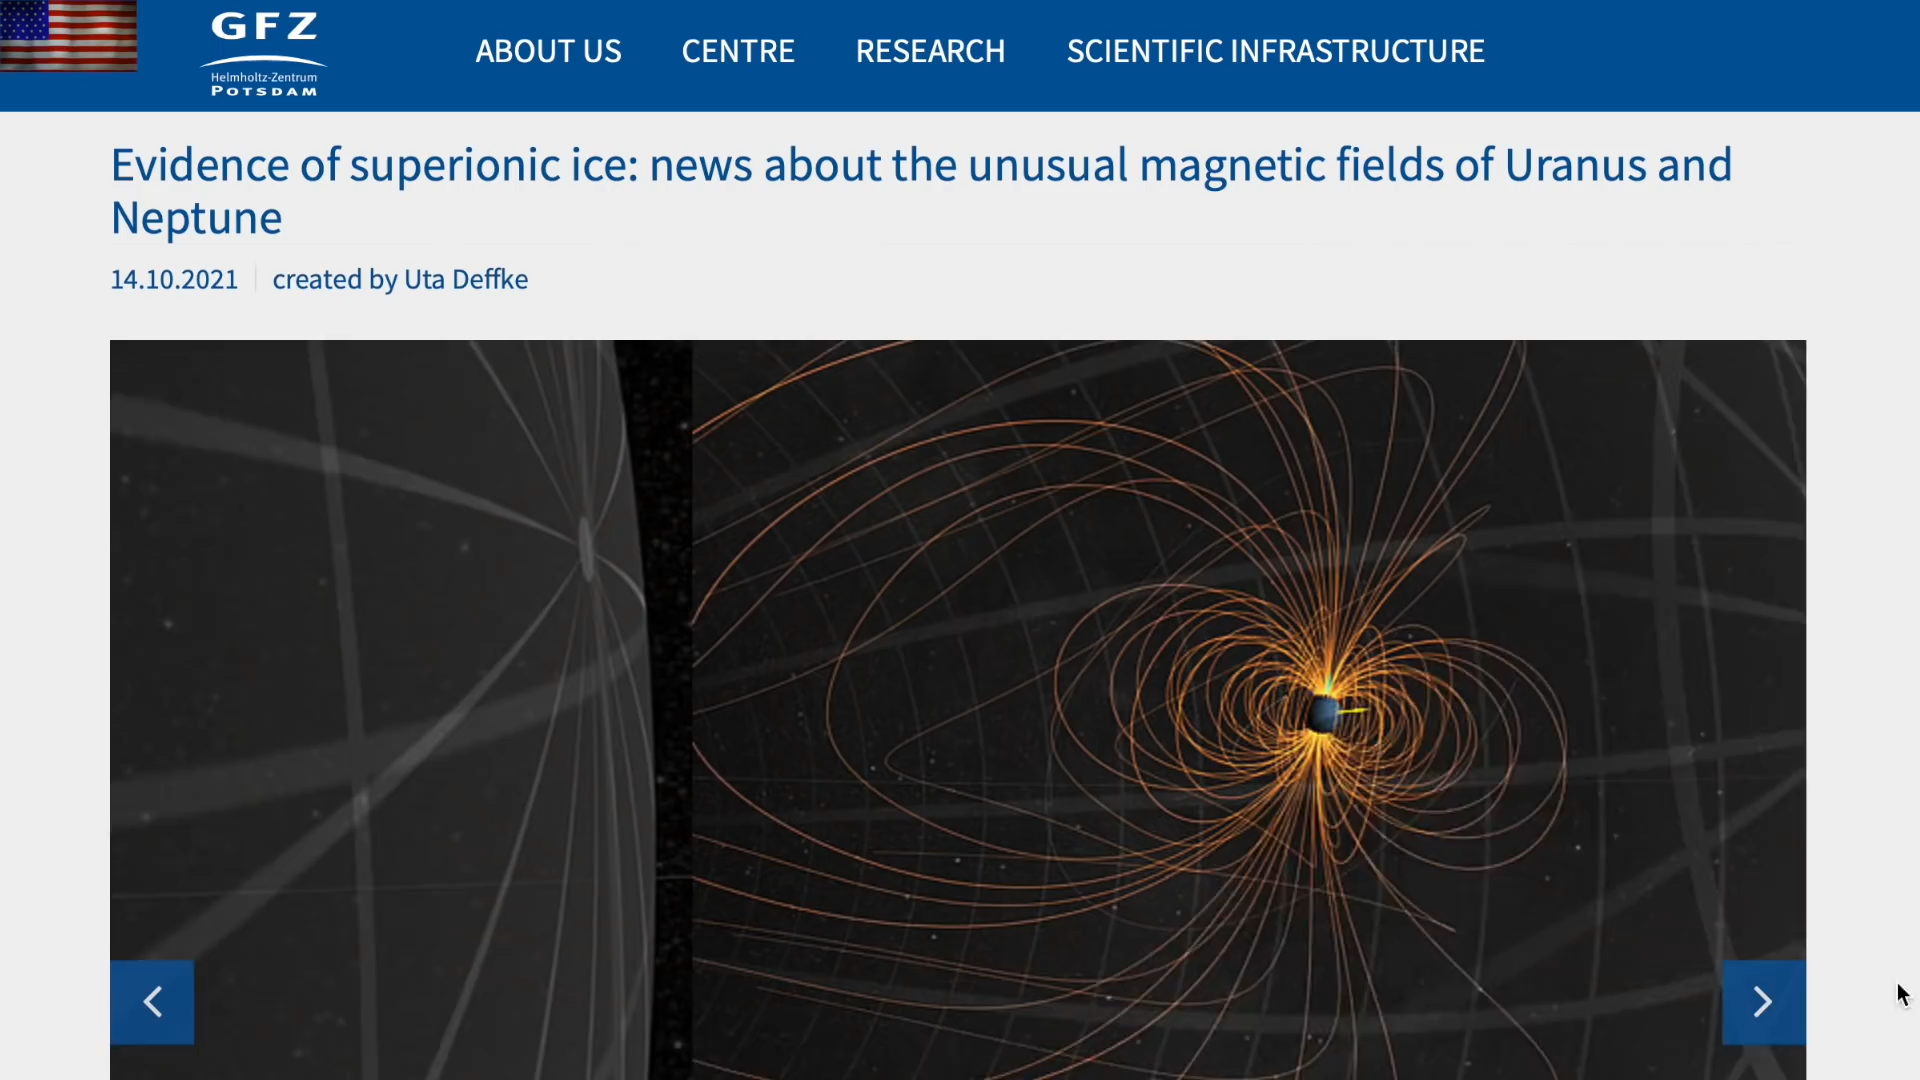 GFZ
Helmholtz-Zentrum
POTSDAM
ABOUT US
CENTRE
RESEARCH
SCIENTIFIC INFRASTRUCTURE
Evidence of superionic ice: news about the unusual magnetic fields of Uranus and
Neptune
14.10.2021
created by Uta Deffke